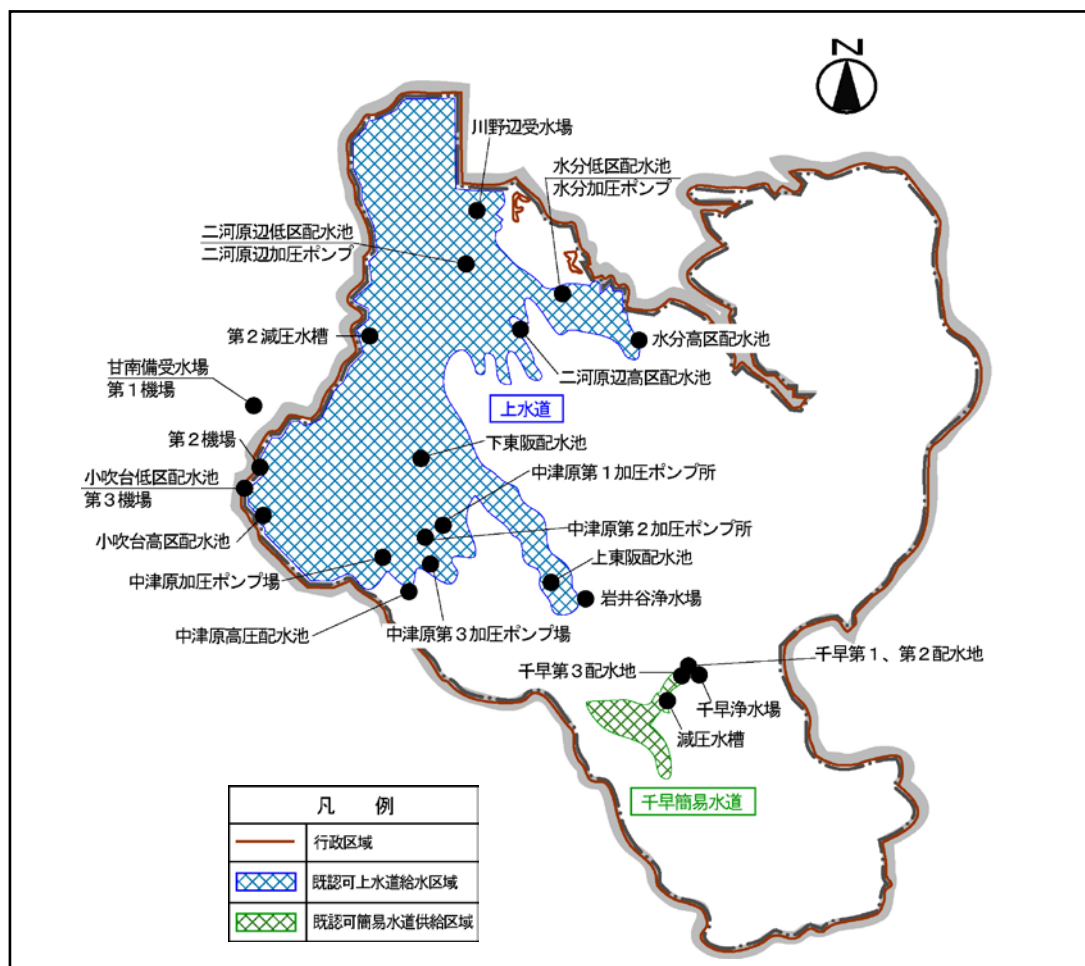 N
川野辺受水場
水分低区配水池
水分加圧ポンプ
二河原辺低区配水池
二河原辺加圧ポンプ
第2減圧水槽
水分高区配水池
甘南備受水場
第1機場
二河原辺高区配水池
上水道
第2機場
下東阪配水池
小吹台低区配水池
第3機場
中津原第1加圧ポンプ所
中津原第2加圧ポンプ所
小吹台高区配水池
上東阪配水池
中津原加圧ポンプ場
岩井谷浄水場
中津原高圧配水池
中津原第3加圧ポンプ場
千早第1、第2配水地
千早第3配水地
千早浄水場
減圧水槽
千早簡易水道
凡　例
行政区域
既認可上水道給水区域
既認可簡易水道供給区域